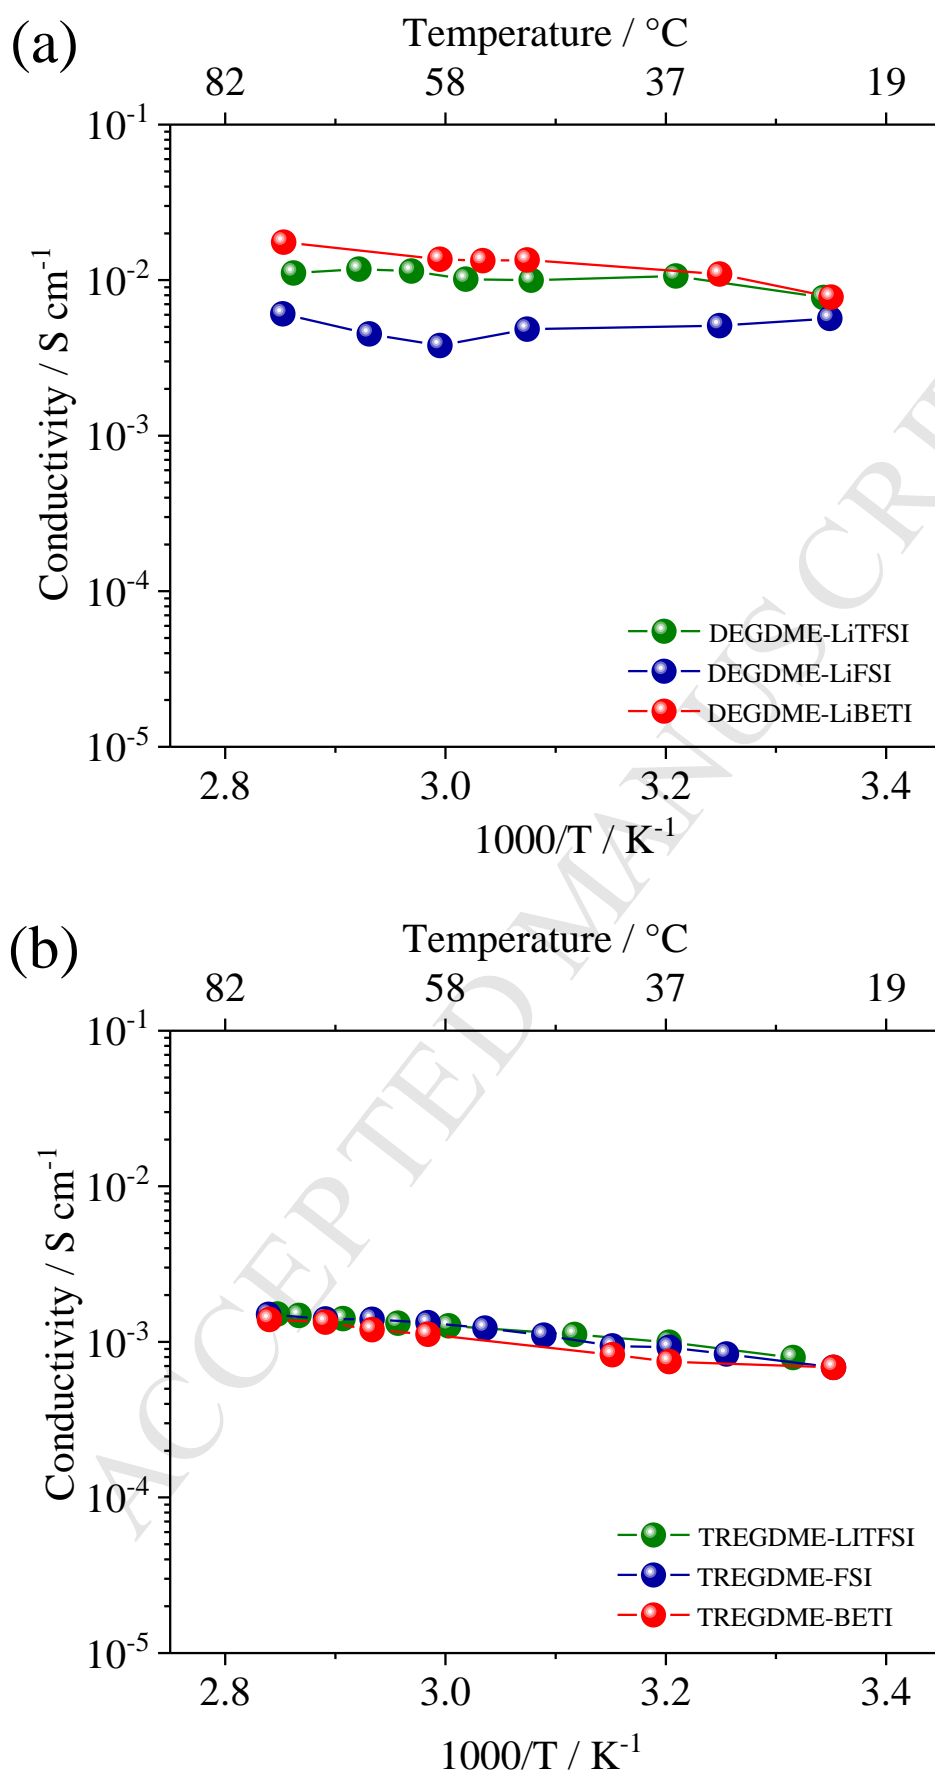 (a)
Temperature / °C
82 58 37 19
10-1
10-2
10-3
10-4
10-5
Conductivity / S cm-1
DEGDME-LiTFSI
DEGDME-LiFSI
DEGDME-LiBETI
2.8 3.0 3.2 3.4
1000/T / K-1
(b)
Temperature / °C
82 58 37 19
10-1
10-2
10-3
10-4
10-5
Conductivity / S cm-1
TREGDME-LITFSI
TREGDME-FSI
TREGDME-BETI
2.8 3.0 3.2 3.4
1000/T / K-1
ACCEPTED MANUSCRI